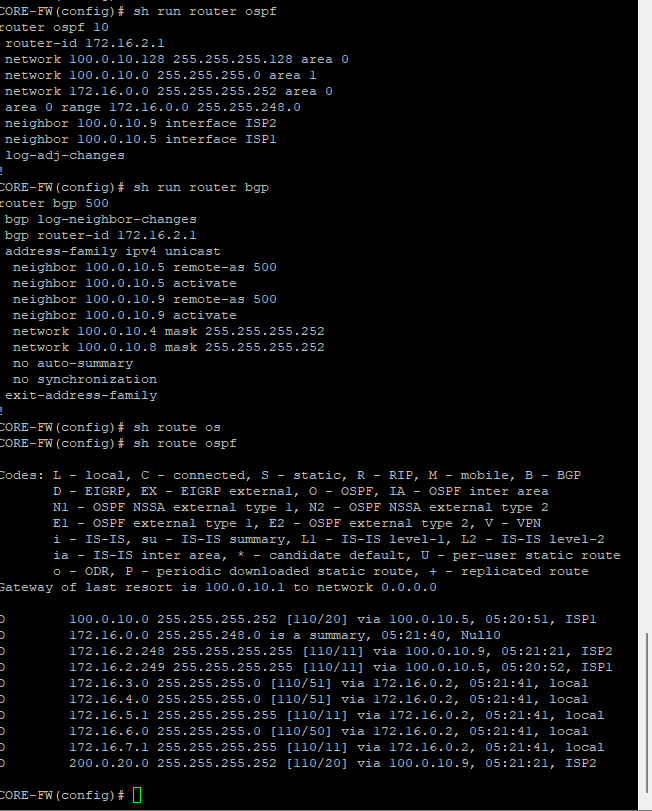 CORE-FW(config)# sh run router ospf
router ospf 10
 router-id 172.16.2.1
 network 100.0.10.128 255.255.255.128 area 0
 network 100.0.10.0 255.255.255.0 area 1
 network 172.16.0.0 255.255.255.252 area 0
 area 0 range 172.16.0.0 255.255.248.0
 neighbor 100.0.10.9 interface ISP2
 neighbor 100.0.10.5 interface ISP1
 log-adj-changes
!
CORE-FW(config)# sh run router bgp
router bgp 500
 bgp log-neighbor-changes
 bgp router-id 172.16.2.1
 address-family ipv4 unicast
  neighbor 100.0.10.5 remote-as 500
  neighbor 100.0.10.5 activate
  neighbor 100.0.10.9 remote-as 500
  neighbor 100.0.10.9 activate
  network 100.0.10.4 mask 255.255.255.252
  network 100.0.10.8 mask 255.255.255.252
  no auto-summary
  no synchronization
 exit-address-family
!
CORE-FW(config)# sh route os
CORE-FW(config)# sh route ospf

Codes: L - local, C - connected, S - static, R - RIP, M - mobile, B - BGP
       D - EIGRP, EX - EIGRP external, O - OSPF, IA - OSPF inter area
       N1 - OSPF NSSA external type 1, N2 - OSPF NSSA external type 2
       E1 - OSPF external type 1, E2 - OSPF external type 2, V - VPN
       i - IS-IS, su - IS-IS summary, L1 - IS-IS level-1, L2 - IS-IS level-2
       ia - IS-IS inter area, * - candidate default, U - per-user static route
       o - ODR, P - periodic downloaded static route, + - replicated route
Gateway of last resort is 100.0.10.1 to network 0.0.0.0

O        100.0.10.0 255.255.255.252 [110/20] via 100.0.10.5, 05:20:51, ISP1
O        172.16.0.0 255.255.248.0 is a summary, 05:21:40, Null0
O        172.16.2.248 255.255.255.255 [110/11] via 100.0.10.9, 05:21:21, ISP2
O        172.16.2.249 255.255.255.255 [110/11] via 100.0.10.5, 05:20:52, ISP1
O        172.16.3.0 255.255.255.0 [110/51] via 172.16.0.2, 05:21:41, local
O        172.16.4.0 255.255.255.0 [110/51] via 172.16.0.2, 05:21:41, local
O        172.16.5.1 255.255.255.255 [110/11] via 172.16.0.2, 05:21:41, local
O        172.16.6.0 255.255.255.0 [110/50] via 172.16.0.2, 05:21:41, local
O        172.16.7.1 255.255.255.255 [110/11] via 172.16.0.2, 05:21:41, local
O        200.0.20.0 255.255.255.252 [110/20] via 100.0.10.9, 05:21:21, ISP2

CORE-FW(config)#